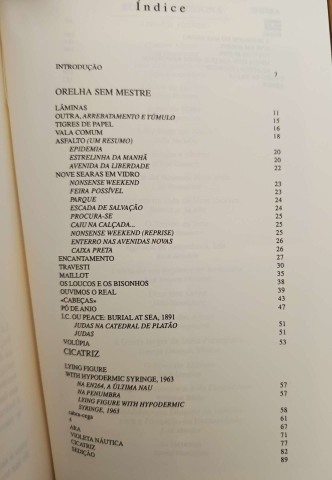 Índice
INTRODUÇÃO 7
ORELHA SEM MESTRE
LÂMINAS 11
OUTRA, ARREBATAMENTO E TÚMULO 15
TIGRES DE PAPEL 16
VALA COMUM 18
ASFALTO (UM RESUMO)
EPIDEMIA 20
ESTRELINHA DA MANHÃ 20
AVENIDA DA LIBERDADE 22
NOVE SEARAS EM VIDRO
NONSENSE WEEKEND 23
FEIRA POSSÍVEL 23
PARQUE 24
ESCADA DE SALVAÇÃO 24
PROCURA-SE 25
CAIU NA CALÇADA... 25
NONSENSE WEEKEND (REPRISE) 25
ENTERRO NAS AVENIDAS NOVAS 26
CAIXA PRETA 26
ENCANTAMENTO 27
TRAVESTI 30
MAILLOT 35
OS LOUCOS E OS BISONHOS 38
OUVIMOS O REAL 39
«CABEÇAS» 43
PÓ DE ANJO 47
I.C. OU PEACE: BURIAL AT SEA, 1891
JUDAS NA CATEDRAL DE PLATÃO 51
JUDAS 51
VOLÚPIA 53
CICATRIZ
LYING FIGURE
WITH HYPODERMIC SYRINGE, 1963
NA EN264, A ÚLTIMA NAU 57
NA PENUMBRA 57
LYING FIGURE WITH HYPODERMIC
SYRINGE, 1963 58
cobra-cega 61
67
ARA 71
VIOLETA NÁUTICA 77
CICATRIZ 82
SEDIÇÃO 89